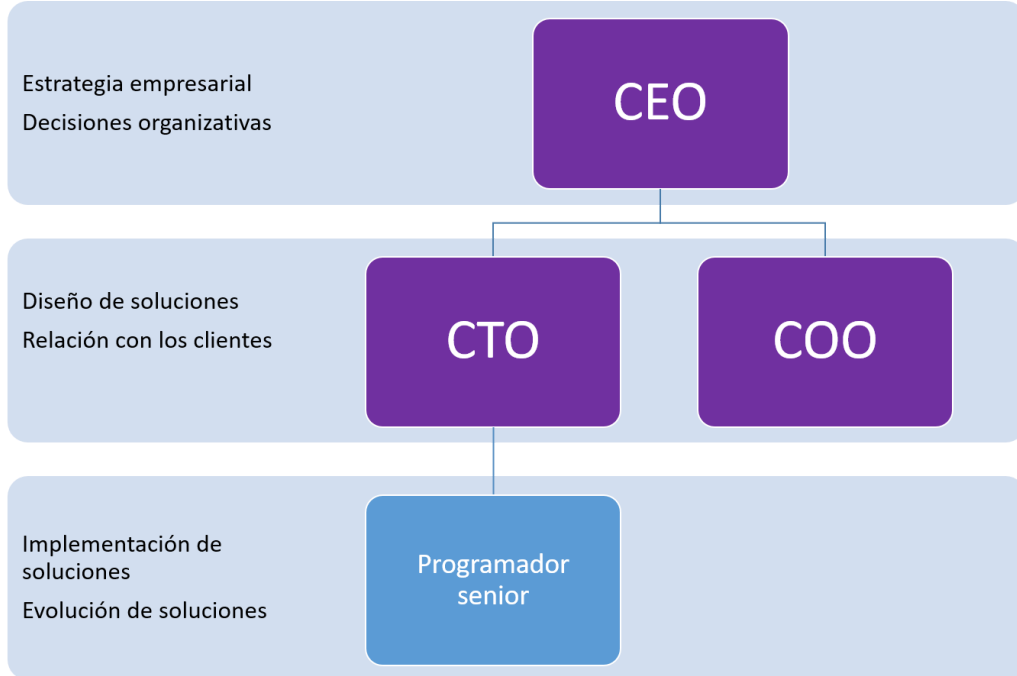 Estrategia empresarial
Decisiones organizativas
CEO
Diseño de soluciones
Relación con los clientes
CTO
COO
Implementación de
soluciones
Evolución de soluciones
Programador
senior